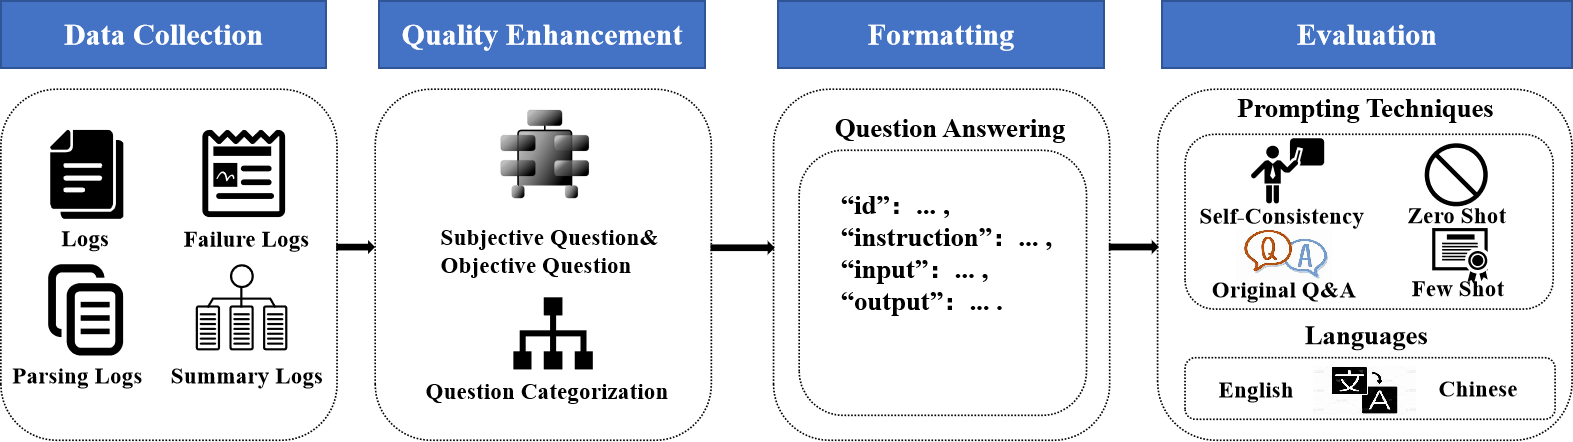 Data Collection
Quality Enhancement
Formatting
Evaluation
Logs
Failure Logs
Parsing Logs
Summary Logs
Subjective Question&
Objective Question
Question Categorization
Question Answering
“id”：... ,
“instruction”：... ,
“input”：... ,
“output”：... .
Prompting Techniques
Self-Consistency
Zero Shot
Q A
Original Q&A
Few Shot
Languages
English
文 A
Chinese